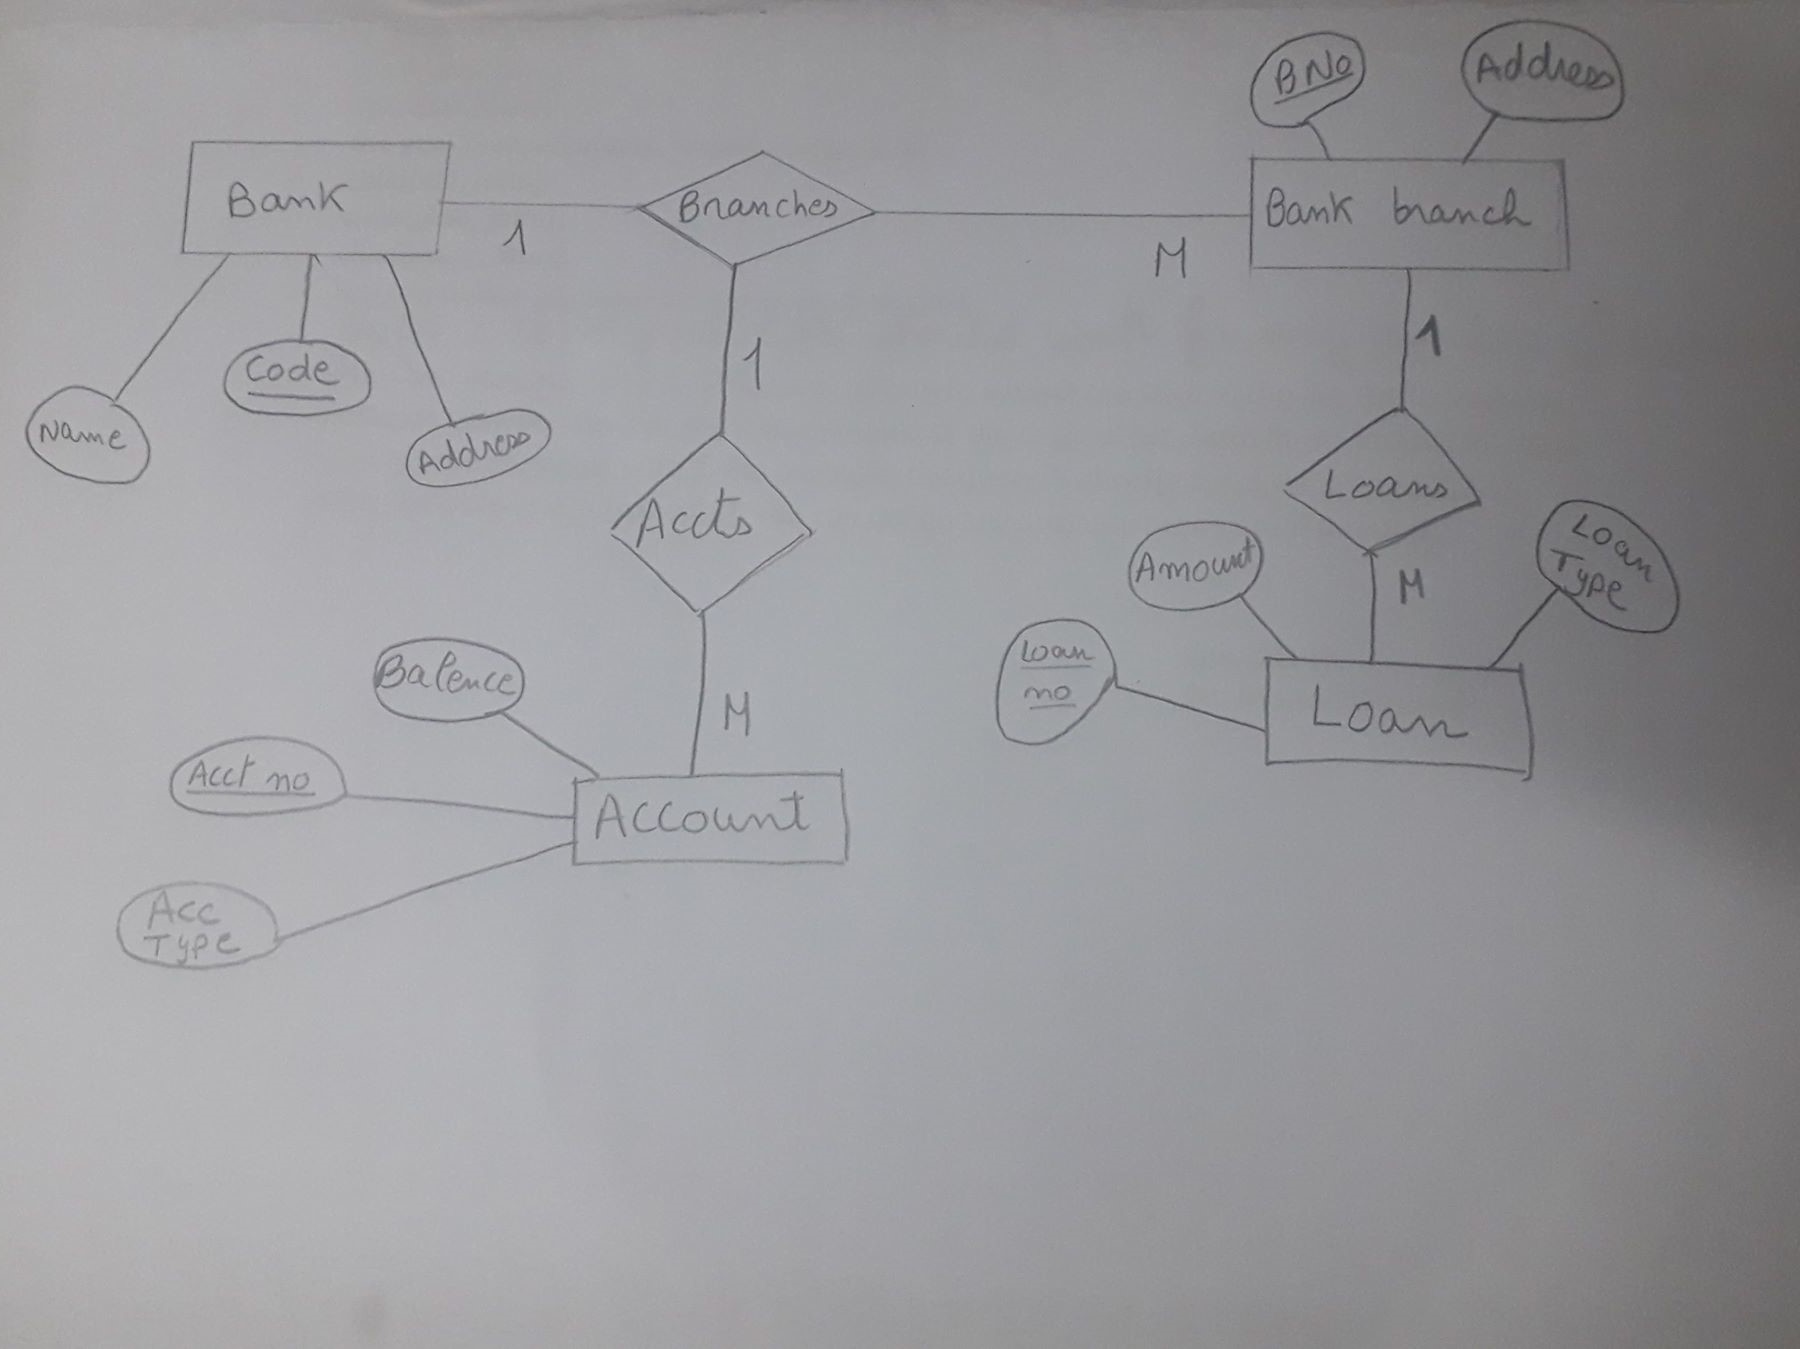 BNo
Address
Bank
Branches
Bank branch
1
M
1
1
Code
Name
Address
Accts
Loans
Amount
Loan
Type
M
Balence
Loan
no
M
Loan
Acct no
Account
Acc
Type